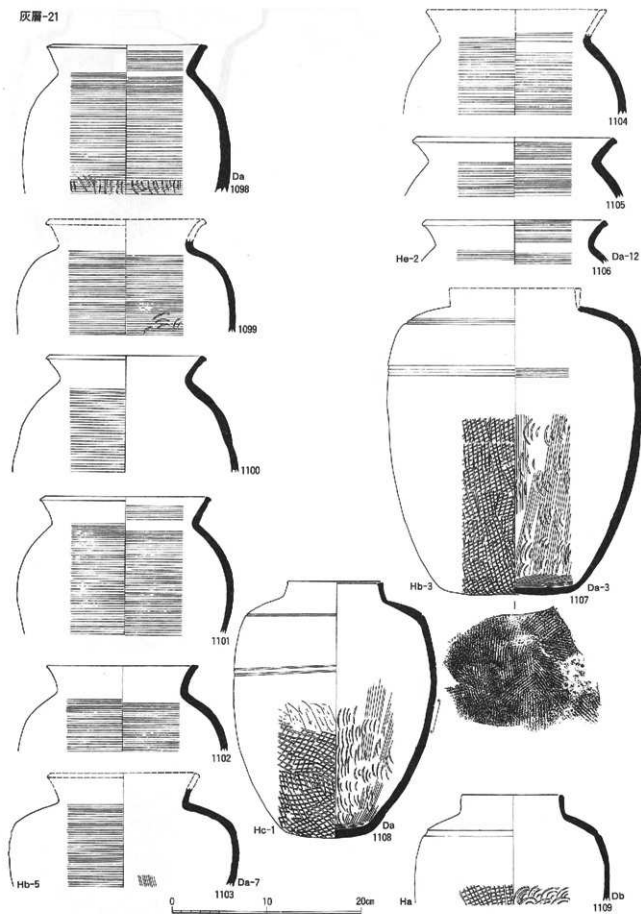 灰層-21
Da
1098
1099
1100
1101
1102
Hb-5
Da-7
1103
1104
1105
He-2
Da-12
1106
Hb-3
Da-3
1107
Hc-1
Da
1108
Ha
Db
1109
0 10 20cm